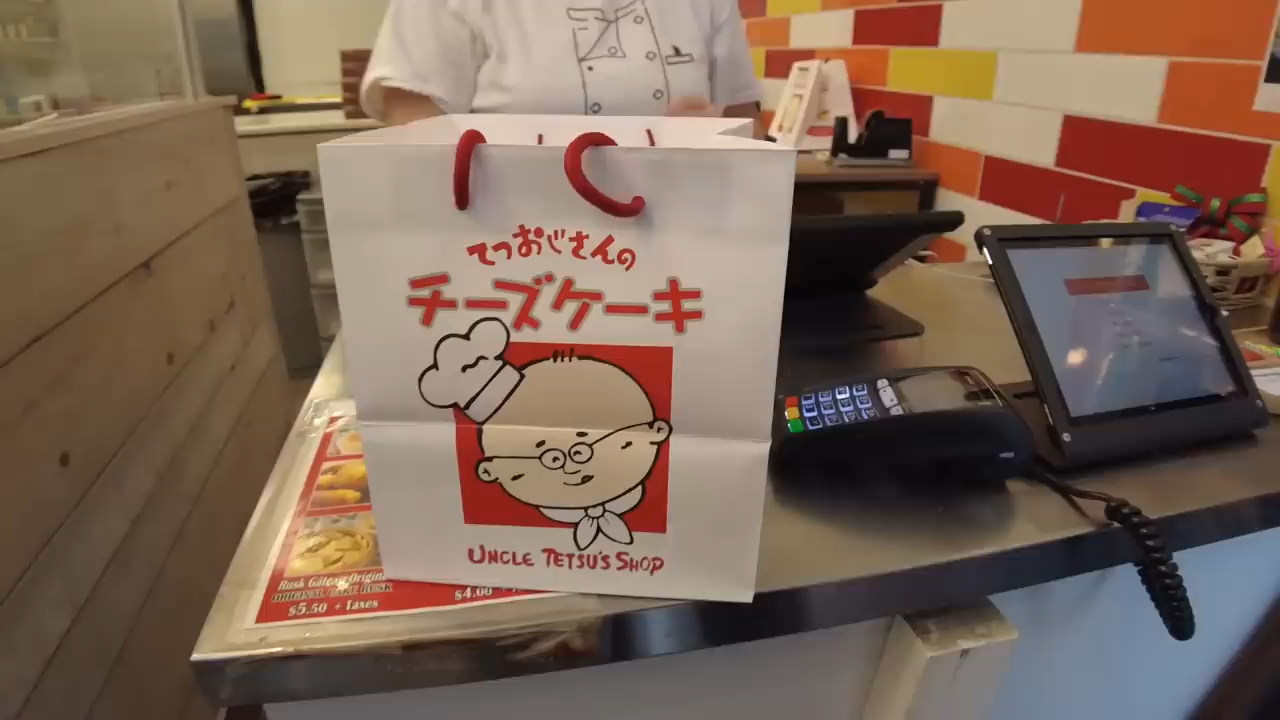 てつおじさんの
チーズケーキ
UNCLE TETSU'S SHOP
Rusk Gâteau Origin
ORIGINAL CAKE RUSK
$5.50 + Taxes
$4.00